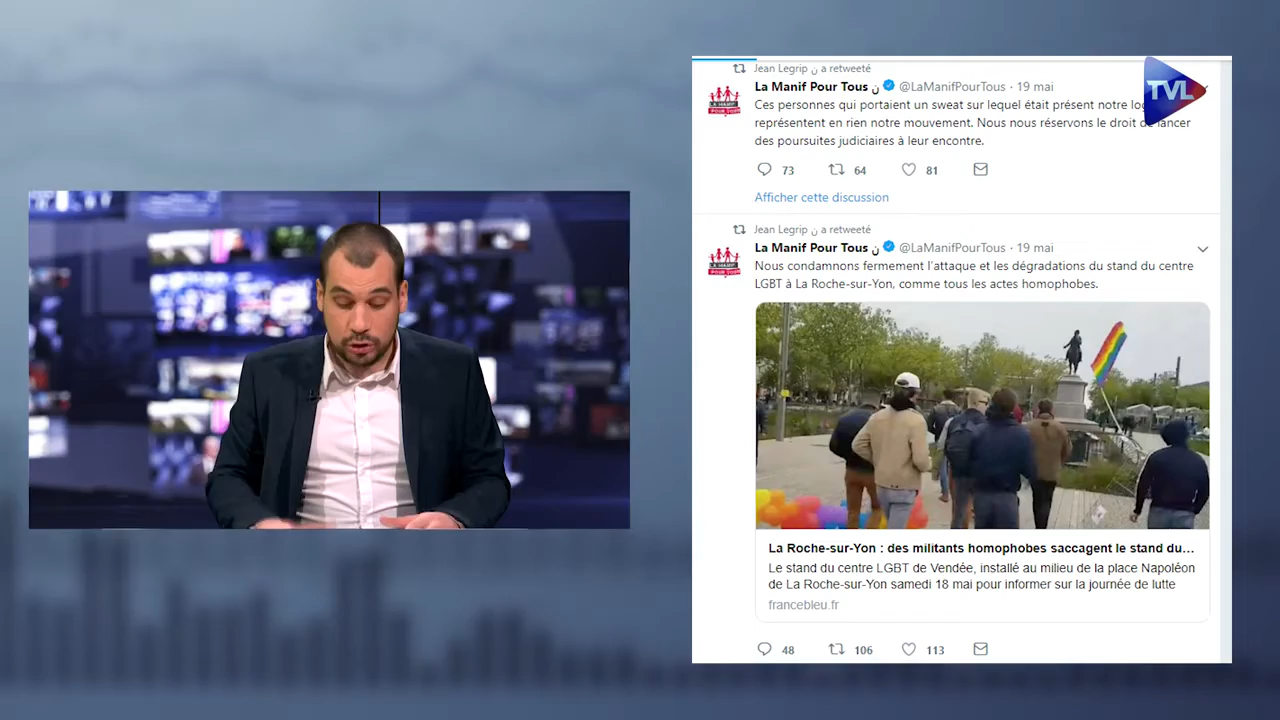 TVL
Jean Legrip ن a retweeté
La Manif Pour Tous ن @LaManifPourTous · 19 mai
Ces personnes qui portaient un sweat sur lequel était présent notre
représentent en rien notre mouvement. Nous nous réservons le droit de lancer
des poursuites judiciaires à leur encontre.
73 64 81
Afficher cette discussion
Jean Legrip ن a retweeté
La Manif Pour Tous ن @LaManifPourTous · 19 mai
Nous condamnons fermement l'attaque et les dégradations du stand du centre
LGBT à La Roche-sur-Yon, comme tous les actes homophobes.
La Roche-sur-Yon : des militants homophobes saccagent le stand du...
Le stand du centre LGBT de Vendée, installé au milieu de la place Napoléon
de La Roche-sur-Yon samedi 18 mai pour informer sur la journée de lutte
francebleu.fr
48 106 113